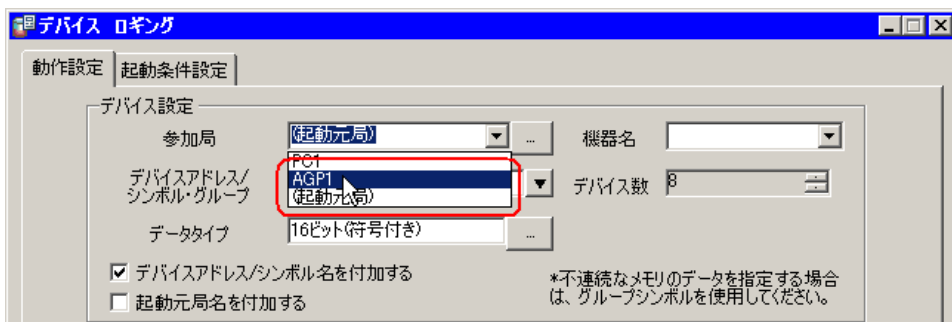 デバイス ロギング
動作設定 起動条件設定
デバイス設定
参加局 (起動元局) ... 機器名
PC1
AGP1
(起動元局)
デバイスアドレス/
シンボル・グループ
デバイス数 8
データタイプ 16ビット(符号付き) ...
デバイスアドレス/シンボル名を付加する
起動元局名を付加する
*不連続なメモリのデータを指定する場合
は、グループシンボルを使用してください。